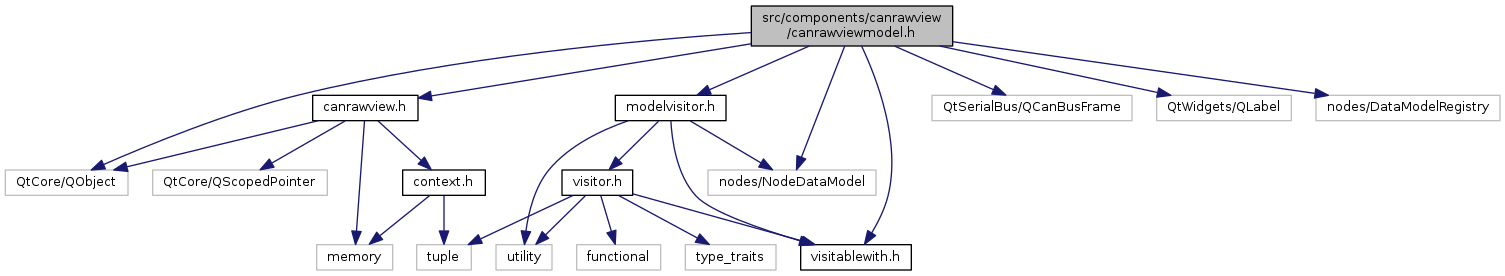 src/components/canrawview
/canrawviewmodel.h
canrawview.h
modelvisitor.h
QtSerialBus/QCanBusFrame
QtWidgets/QLabel
nodes/DataModelRegistry
QtCore/QObject
QtCore/QScopedPointer
context.h
visitor.h
nodes/NodeDataModel
memory
tuple
utility
functional
type_traits
visitablewith.h